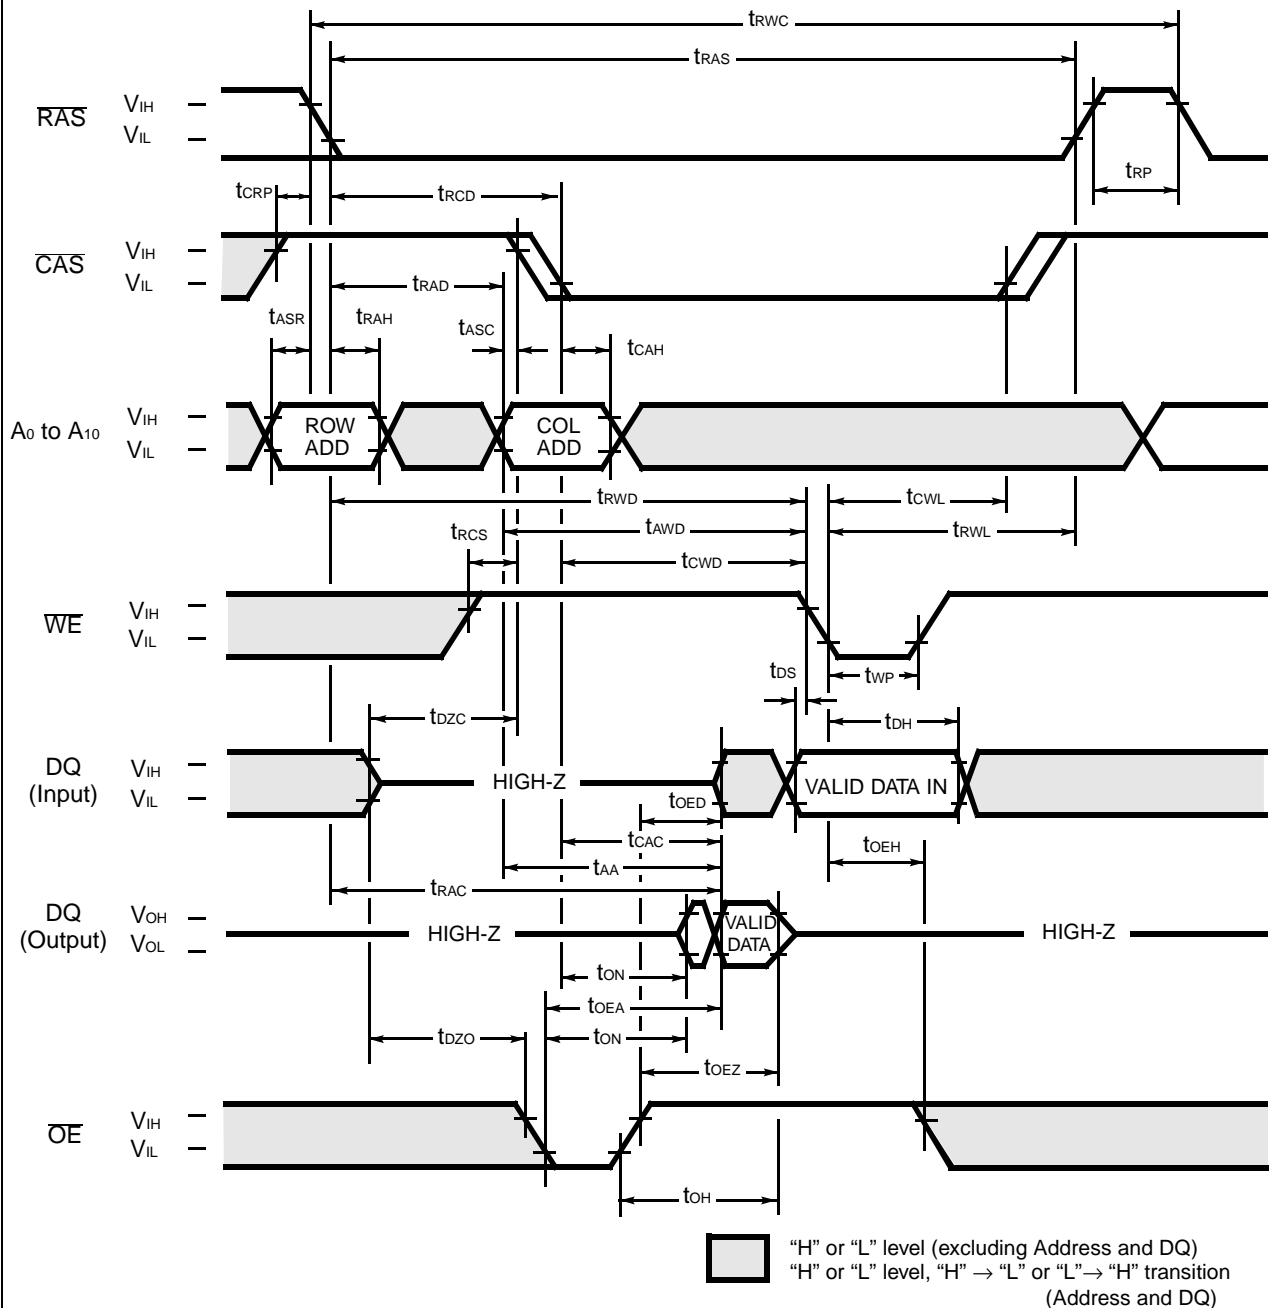 tRWC
tRAS
RAS
VIH
VIL
tCRP
tRCD
tRP
CAS
VIH
VIL
tRAD
tASR
tRAH
tASC
tCAH
A0 to A10
VIH
VIL
ROW
ADD
COL
ADD
tRWD
tCWL
tRCS
tAWD
tRWL
tCWD
WE
VIH
VIL
tDS
tWP
tDZC
tDH
DQ
(Input)
VIH
VIL
HIGH-Z
VALID DATA IN
tOED
tCAC
tOEH
tAA
tRAC
DQ
(Output)
VOH
VOL
HIGH-Z
VALID
DATA
HIGH-Z
tON
tOEA
tDZO
tON
tOEZ
OE
VIH
VIL
tOH
“H” or “L” level (excluding Address and DQ)
“H” or “L” level, “H” → “L” or “L”→ “H” transition
(Address and DQ)